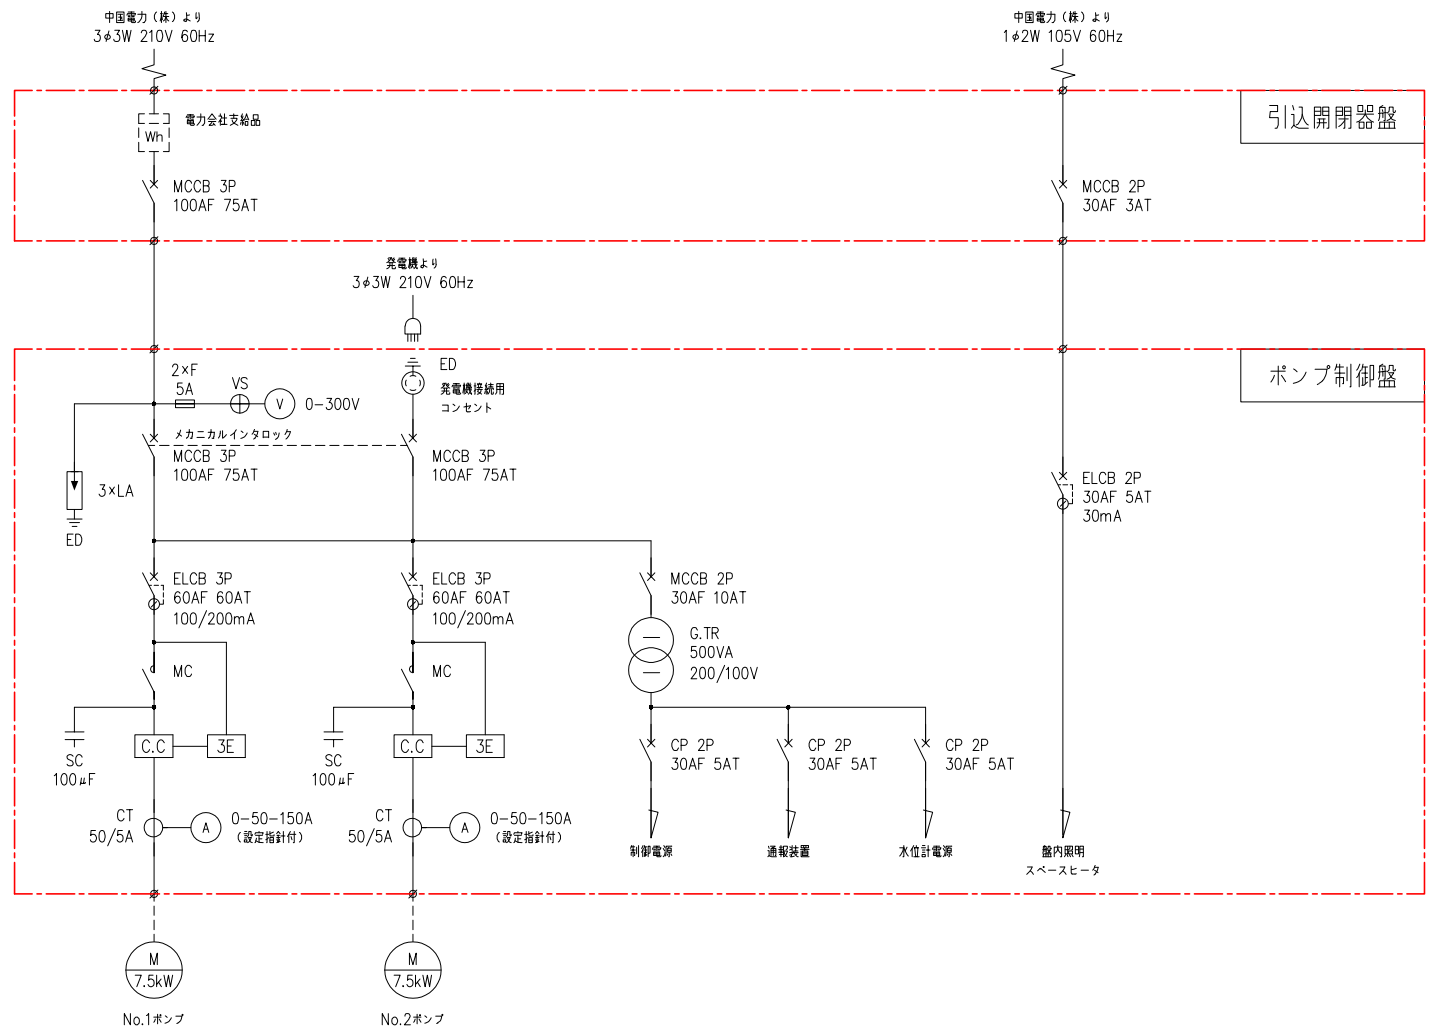 中国電力（株）より
3φ3W 210V 60Hz
中国電力（株）より
1φ2W 105V 60Hz
引込開閉器盤
Wh
電力会社支給品
MCCB 3P
100AF 75AT
MCCB 2P
30AF 3AT
発電機より
3φ3W 210V 60Hz
ポンプ制御盤
2×F
5A
VS
V
0-300V
ED
発電機接続用
コンセント
メカニカルインタロック
MCCB 3P
100AF 75AT
MCCB 3P
100AF 75AT
3×LA
ED
ELCB 2P
30AF 5AT
30mA
ELCB 3P
60AF 60AT
100/200mA
ELCB 3P
60AF 60AT
100/200mA
MCCB 2P
30AF 10AT
G.TR
500VA
200/100V
MC
MC
SC
100μF
C.C
3E
SC
100μF
C.C
3E
CP 2P
30AF 5AT
CP 2P
30AF 5AT
CP 2P
30AF 5AT
CT
50/5A
A
0-50-150A
（設定指針付）
CT
50/5A
A
0-50-150A
（設定指針付）
制御電源
通報装置
水位計電源
盤内照明
スペースヒータ
M
7.5kW
No.1ポンプ
M
7.5kW
No.2ポンプ